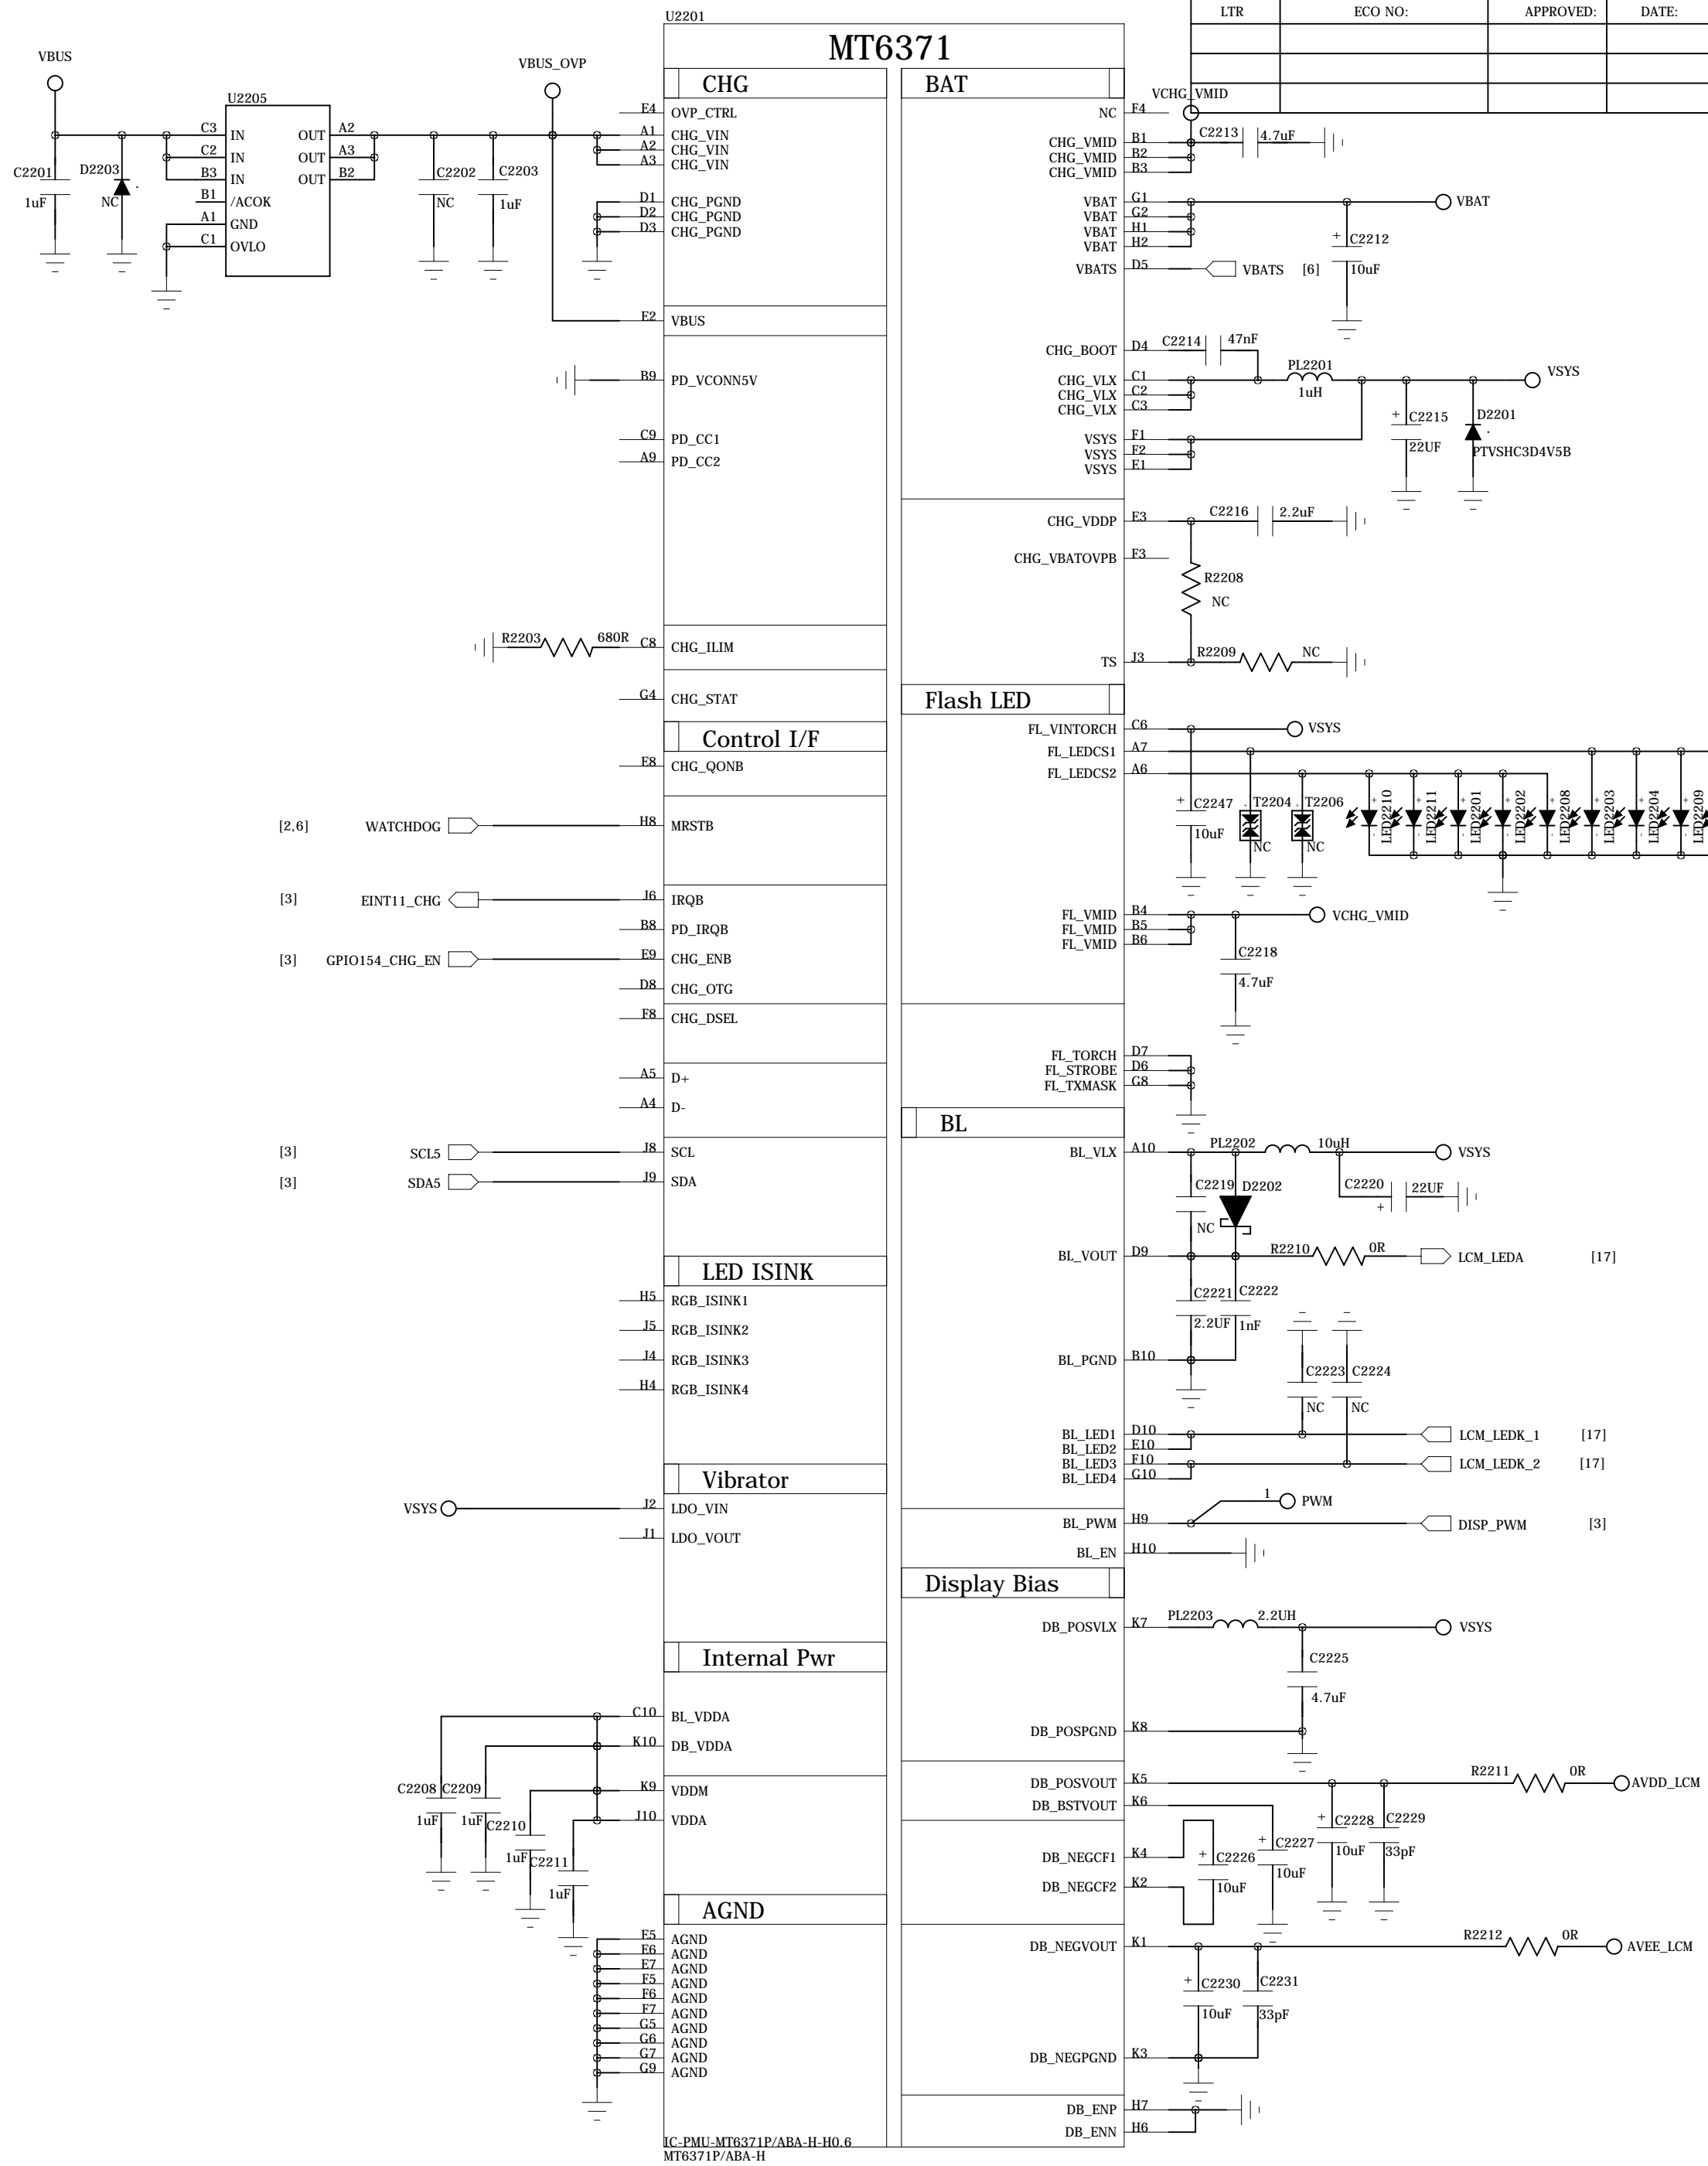 LTR ECO NO: APPROVED: DATE:
U2201
MT6371
VBUS
VBUS_OVP
U2205
C3 IN OUT A2
C2 IN OUT A3
B3 IN OUT B2
B1 /ACOK
A1 GND
C1 OVLO
C2201
1uF
D2203
NC
C2202
NC
C2203
1uF
CHG
E4 OVP_CTRL
A1 CHG_VIN
A2 CHG_VIN
A3 CHG_VIN
D1 CHG_PGND
D2 CHG_PGND
D3 CHG_PGND
E2 VBUS
B9 PD_VCONN5V
C9 PD_CC1
A9 PD_CC2
R2203 680R C8 CHG_ILIM
G4 CHG_STAT
Control I/F
E8 CHG_QONB
[2,6] WATCHDOG H8 MRSTB
[3] EINT11_CHG J6 IRQB
B8 PD_IRQB
[3] GPIO154_CHG_EN E9 CHG_ENB
D8 CHG_OTG
F8 CHG_DSEL
A5 D+
A4 D-
[3] SCL5 J8 SCL
[3] SDA5 J9 SDA
LED ISINK
H5 RGB_ISINK1
J5 RGB_ISINK2
J4 RGB_ISINK3
H4 RGB_ISINK4
Vibrator
VSYS J2 LDO_VIN
J1 LDO_VOUT
Internal Pwr
C10 BL_VDDA
K10 DB_VDDA
K9 VDDM
J10 VDDA
C2208
1uF
C2209
1uF
C2210
1uF
C2211
1uF
AGND
E5 AGND
E6 AGND
E7 AGND
F5 AGND
F6 AGND
F7 AGND
G5 AGND
G6 AGND
G7 AGND
G9 AGND
IC-PMU-MT6371P/ABA-H-H0.6
MT6371P/ABA-H
BAT
VCHG_VMID
NC F4
CHG_VMID B1 C2213 4.7uF
CHG_VMID B2
CHG_VMID B3
VBAT G1 VBAT
VBAT G2
VBAT H1
VBAT H2
+ C2212
10uF
VBATS D5 VBATS [6]
CHG_BOOT D4 C2214 47nF
CHG_VLX C1 PL2201
1uH
VSYS
CHG_VLX C2
CHG_VLX C3
VSYS F1
VSYS F2
VSYS E1
+ C2215
22UF
D2201
PTVSHC3D4V5B
CHG_VDDP E3 C2216 2.2uF
CHG_VBATOVPB F3
R2208
NC
TS J3 R2209 NC
Flash LED
FL_VINTORCH C6 VSYS
FL_LEDCS1 A7
FL_LEDCS2 A6
+ C2247
10uF
T2204
NC
T2206
NC
LED2210
LED2211
LED2201
LED2202
LED2208
LED2203
LED2204
LED2209
FL_VMID B4 VCHG_VMID
FL_VMID B5
FL_VMID B6
C2218
4.7uF
FL_TORCH D7
FL_STROBE D6
FL_TXMASK G8
BL
BL_VLX A10 PL2202 10uH VSYS
C2219
NC
D2202
C2220 22UF
+
BL_VOUT D9 R2210 0R LCM_LEDA [17]
C2221
2.2UF
C2222
1nF
BL_PGND B10
C2223
NC
C2224
NC
BL_LED1 D10 LCM_LEDK_1 [17]
BL_LED2 E10
BL_LED3 F10 LCM_LEDK_2 [17]
BL_LED4 G10
1 PWM
BL_PWM H9 DISP_PWM [3]
BL_EN H10
Display Bias
DB_POSVLX K7 PL2203 2.2UH VSYS
C2225
4.7uF
DB_POSPGND K8
DB_POSVOUT K5 R2211 0R AVDD_LCM
DB_BSTVOUT K6
+ C2228
10uF
C2229
33pF
+ C2227
10uF
DB_NEGCF1 K4
+ C2226
10uF
DB_NEGCF2 K2
DB_NEGVOUT K1 R2212 0R AVEE_LCM
+ C2230
10uF
C2231
33pF
DB_NEGPGND K3
DB_ENP H7
DB_ENN H6